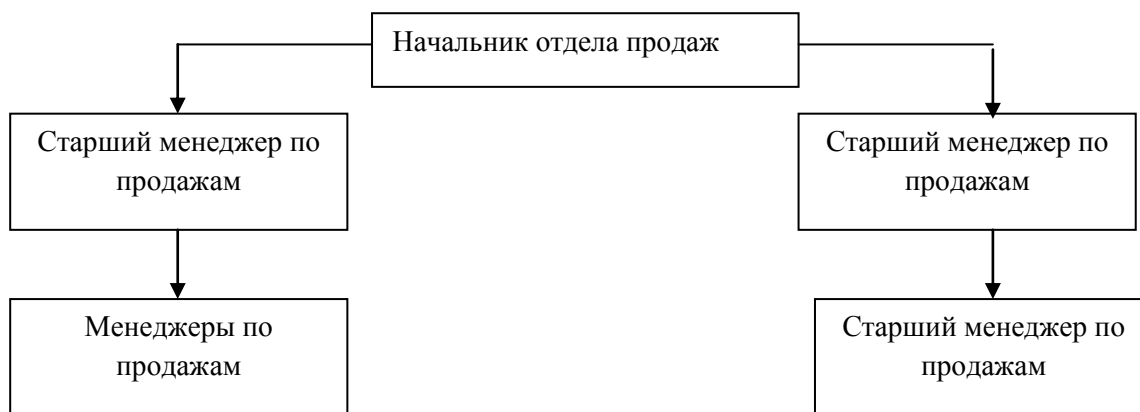 Начальник отдела продаж
Старший менеджер по
продажам
Старший менеджер по
продажам
Менеджеры по
продажам
Старший менеджер по
продажам